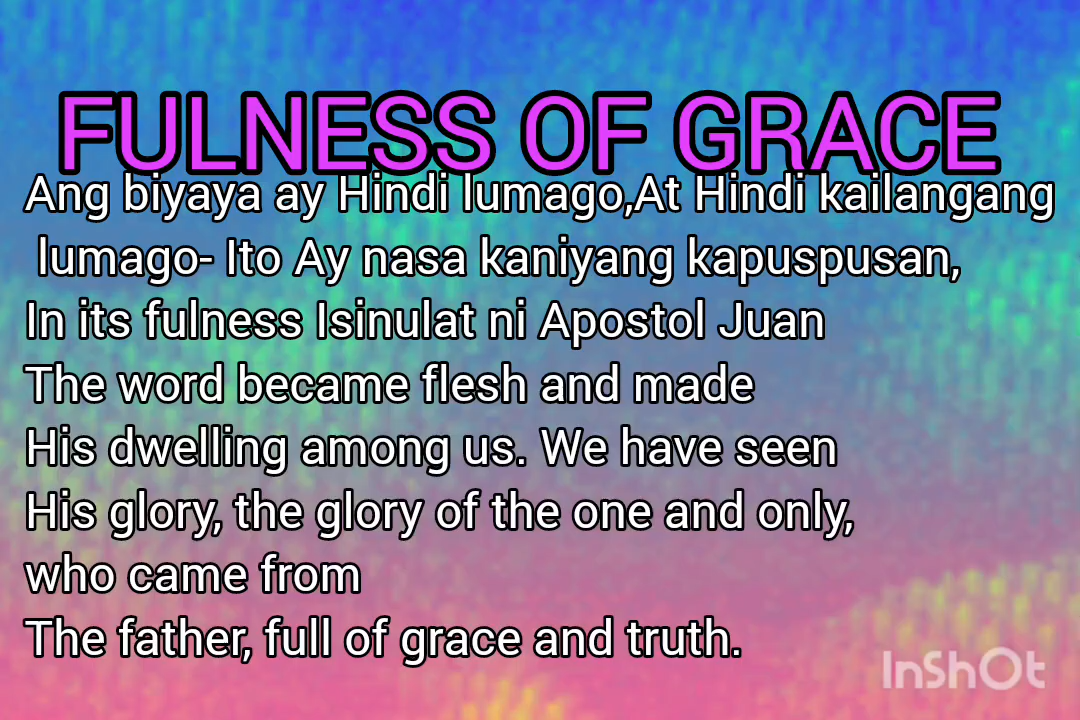 FULNESS OF GRACE
Ang biyaya ay Hindi lumago,At Hindi kailangang
lumago- Ito Ay nasa kaniyang kapuspusan,
In its fulness Isinulat ni Apostol Juan
The word became flesh and made
His dwelling among us. We have seen
His glory, the glory of the one and only,
who came from
The father, full of grace and truth.
InShOt